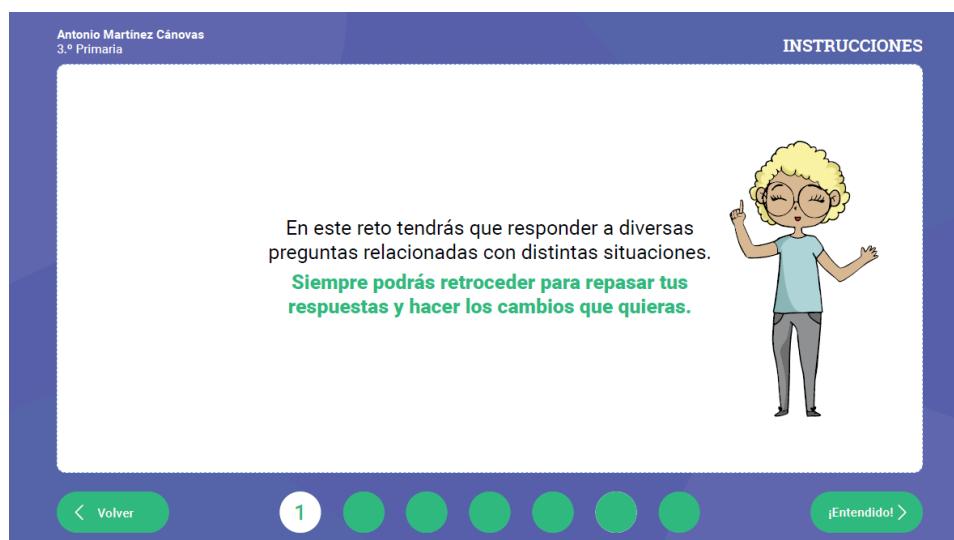 Antonio Martínez Cánovas
3.º Primaria
INSTRUCCIONES
En este reto tendrás que responder a diversas
preguntas relacionadas con distintas situaciones.
Siempre podrás retroceder para repasar tus
respuestas y hacer los cambios que quieras.
Volver
1
¡Entendido!